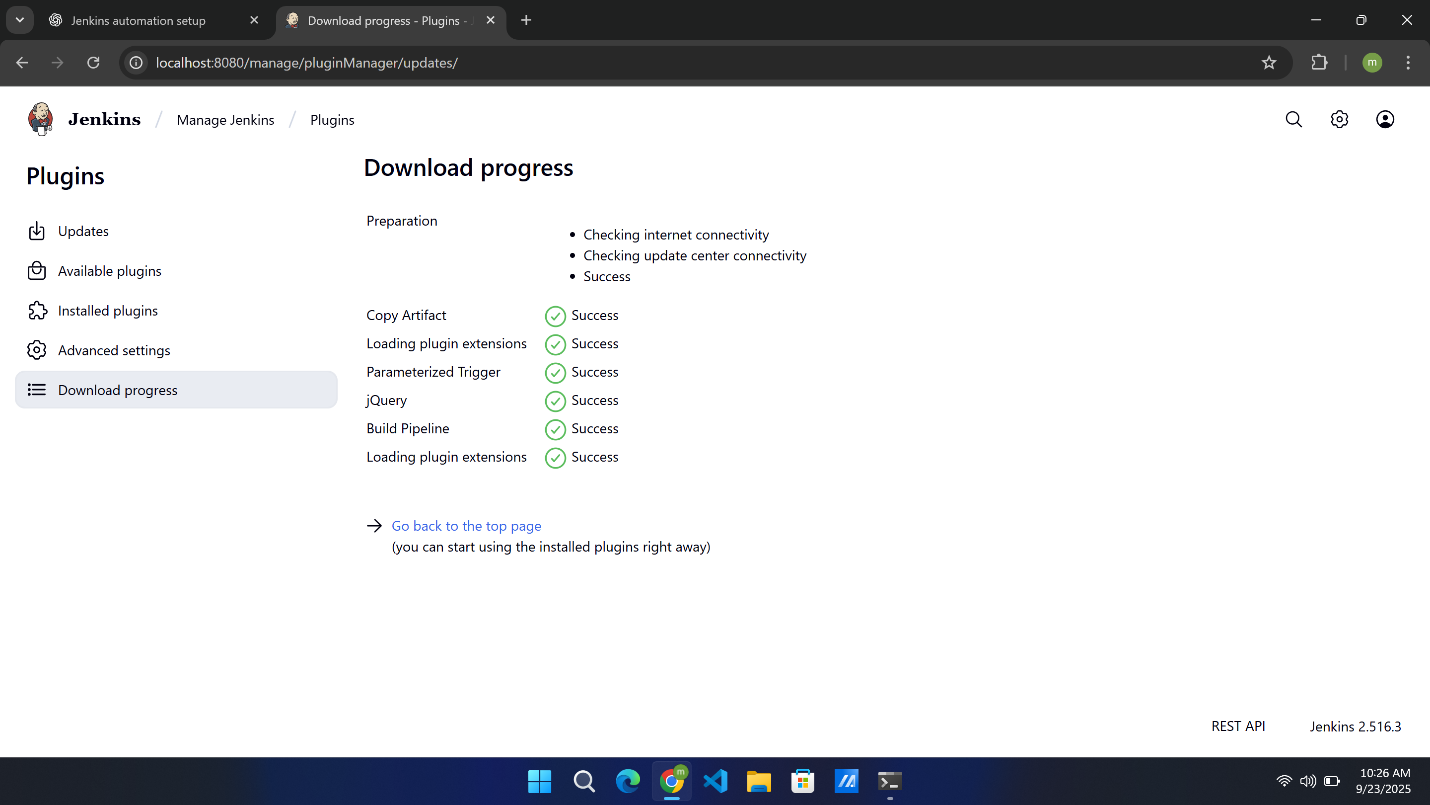 Jenkins automation setup
Download progress - Plugins -
localhost:8080/manage/pluginManager/updates/
m
Jenkins / Manage Jenkins / Plugins
Plugins
Updates
Available plugins
Installed plugins
Advanced settings
Download progress
Download progress
Preparation
• Checking internet connectivity
• Checking update center connectivity
• Success
Copy Artifact Success
Loading plugin extensions Success
Parameterized Trigger Success
jQuery Success
Build Pipeline Success
Loading plugin extensions Success
→ Go back to the top page
(you can start using the installed plugins right away)
REST API Jenkins 2.516.3
m
10:26 AM
9/23/2025